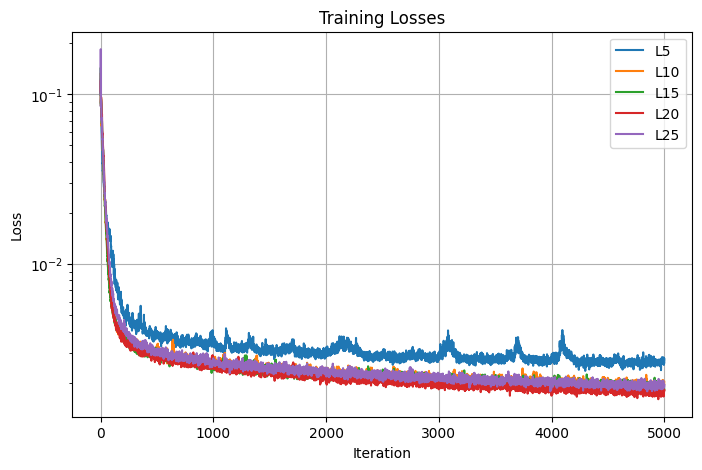 Training Losses
L5
L10
L15
L20
L25
10⁻¹
10⁻²
Loss
0
1000
2000
3000
4000
5000
Iteration